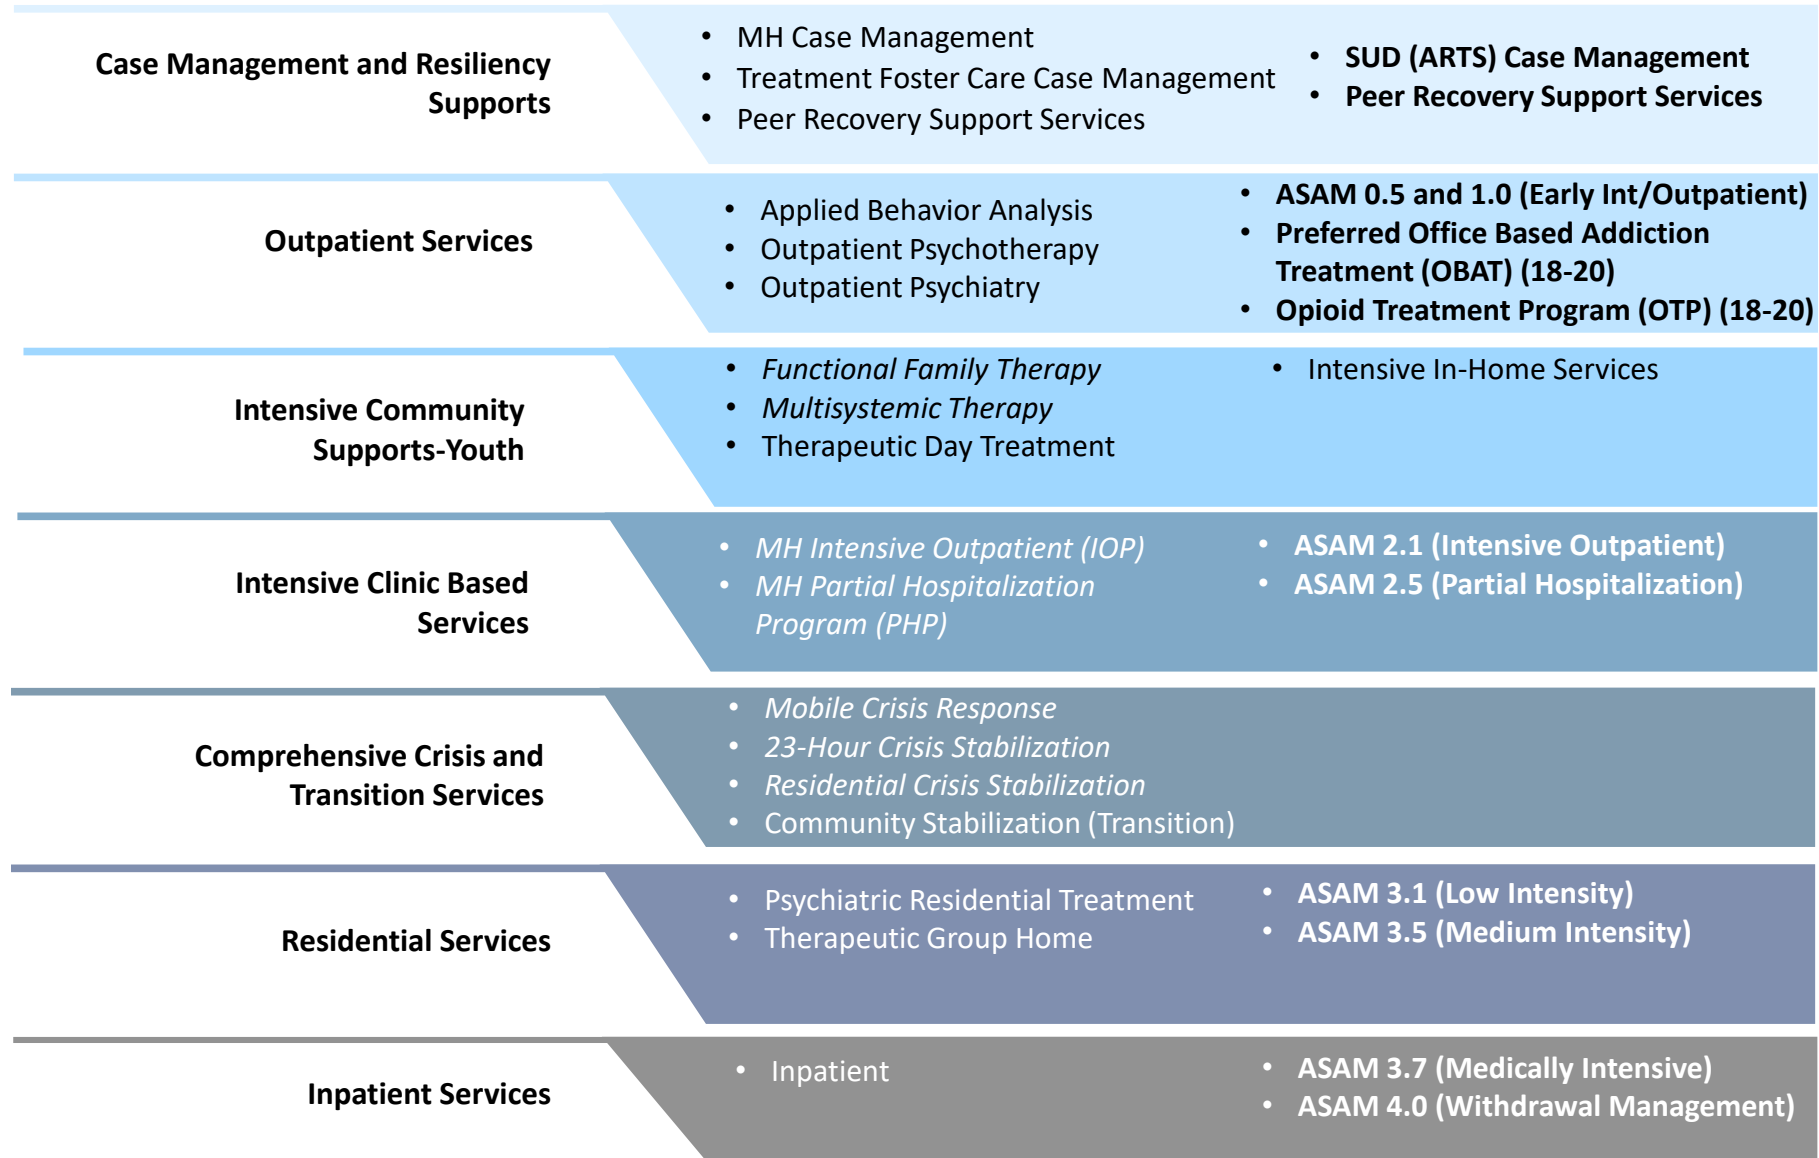 Case Management and Resiliency
Supports
• MH Case Management
• Treatment Foster Care Case Management
• Peer Recovery Support Services
• SUD (ARTS) Case Management
• Peer Recovery Support Services
Outpatient Services
• Applied Behavior Analysis
• Outpatient Psychotherapy
• Outpatient Psychiatry
• ASAM 0.5 and 1.0 (Early Int/Outpatient)
• Preferred Office Based Addiction
Treatment (OBAT) (18-20)
• Opioid Treatment Program (OTP) (18-20)
Intensive Community
Supports-Youth
• Functional Family Therapy
• Multisystemic Therapy
• Therapeutic Day Treatment
• Intensive In-Home Services
Intensive Clinic Based
Services
• MH Intensive Outpatient (IOP)
• MH Partial Hospitalization
Program (PHP)
• ASAM 2.1 (Intensive Outpatient)
• ASAM 2.5 (Partial Hospitalization)
Comprehensive Crisis and
Transition Services
• Mobile Crisis Response
• 23-Hour Crisis Stabilization
• Residential Crisis Stabilization
• Community Stabilization (Transition)
Residential Services
• Psychiatric Residential Treatment
• Therapeutic Group Home
• ASAM 3.1 (Low Intensity)
• ASAM 3.5 (Medium Intensity)
Inpatient Services
• Inpatient
• ASAM 3.7 (Medically Intensive)
• ASAM 4.0 (Withdrawal Management)